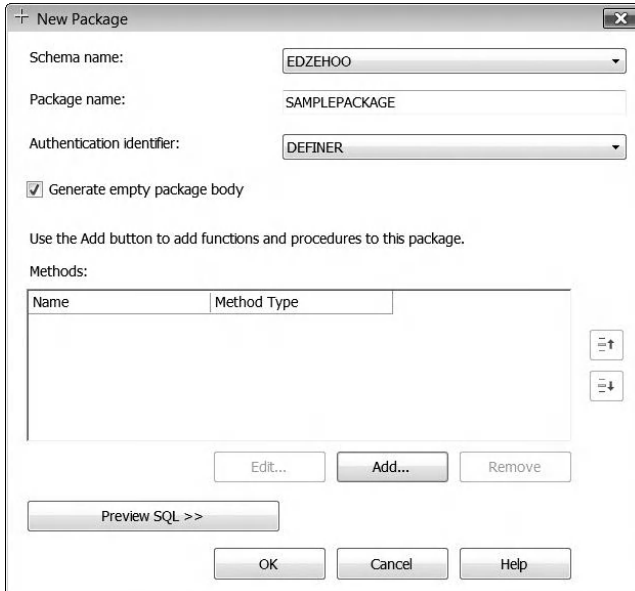 New Package
Schema name: EDZEHOO
Package name: SAMPLEPACKAGE
Authentication identifier: DEFINER
Generate empty package body
Use the Add button to add functions and procedures to this package.
Methods:
Name Method Type
Edit... Add... Remove
Preview SQL >>
OK Cancel Help